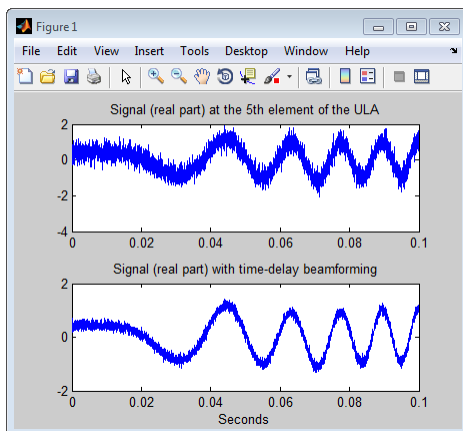 Figure 1
File Edit View Insert Tools Desktop Window Help
Signal (real part) at the 5th element of the ULA
2
0
-2
-4
0 0.02 0.04 0.06 0.08 0.1
Signal (real part) with time-delay beamforming
2
0
-2
0 0.02 0.04 0.06 0.08 0.1
Seconds